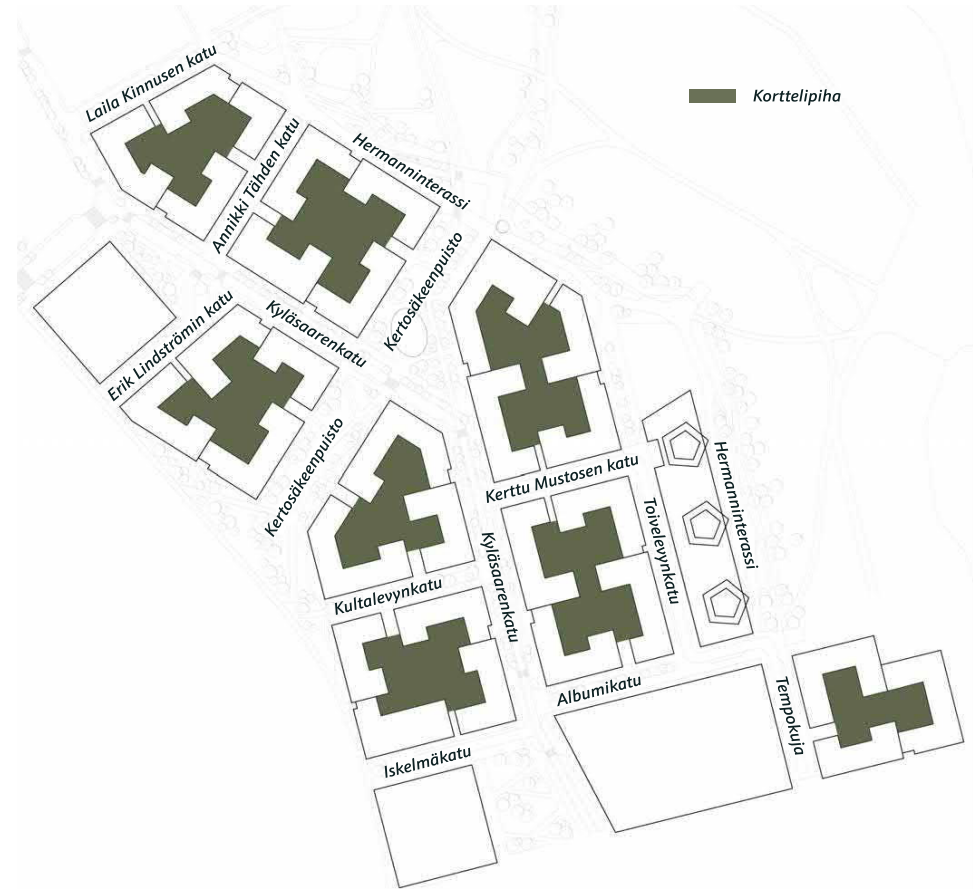 Laila Kinnusen katu
Korttelipiha
Annikki Tähden katu
Hermanninterassi
Kertosäkeenpuisto
Erik Lindströmin katu
Kyläsaarenkatu
Kertosäkeenpuisto
Kerttu Mustosen katu
Hermanninterassi
Toivelevynkatu
Kyläsaarenkatu
Kultalevynkatu
Albumikatu
Tempokuja
Iskelmäkatu